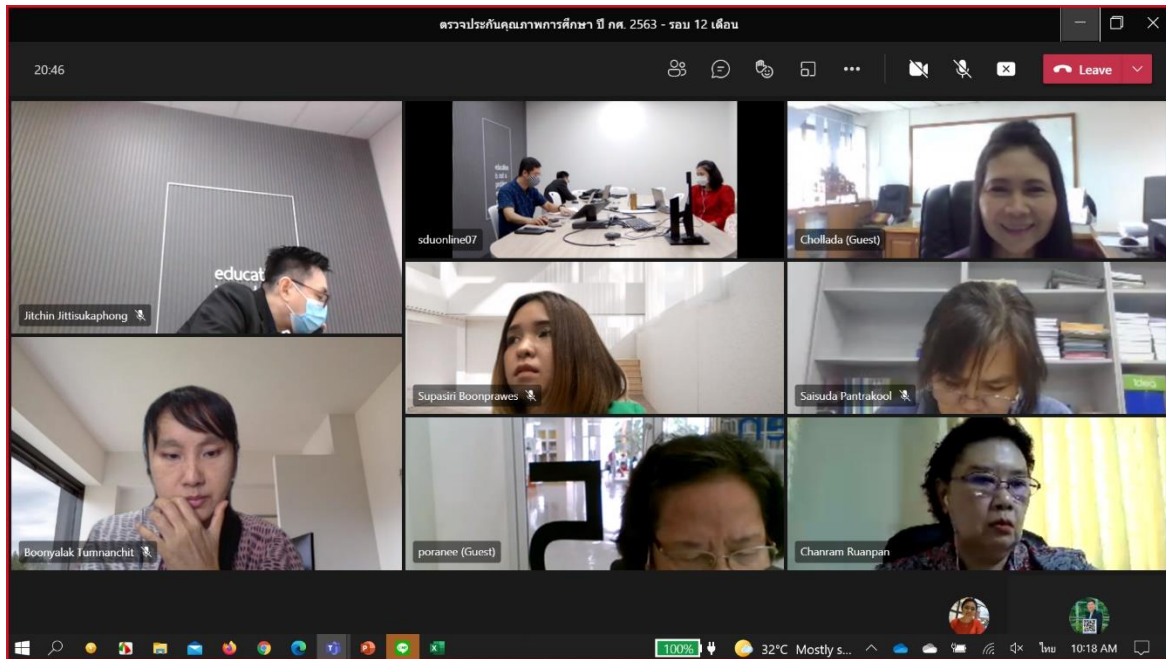 ตรวจประกันคุณภาพการศึกษา ปี กศ. 2563 - รอบ 12 เดือน
20:46
Leave
educat
Jitchin Jittisukaphong
sduonline07
Chollada (Guest)
Supasiri Boonprawes
Saisuda Pantrakool
Idea
Boonyalak Tumnanchit
poranee (Guest)
Chanram Ruanpan
100%
32°C Mostly s...
ไทย
10:18 AM